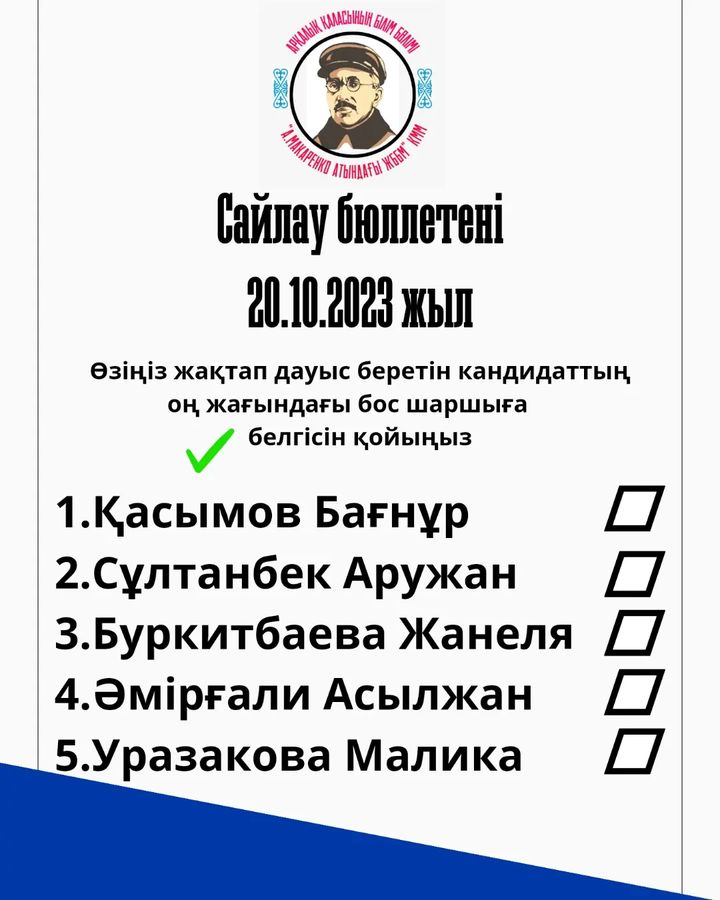 АРҚАЛЫҚ ҚАЛАСЫНЫҢ БІЛІМ БӨЛІМІ
"А.МАКАРЕНКО АТЫНДАҒЫ ЖББМ" КММ
Сайлау бюллетені
20.10.2023 жыл
Өзіңіз жақтап дауыс беретін кандидаттың
оң жағындағы бос шаршыға
белгісін қойыңыз
1.Қасымов Бағнұр
2.Сұлтанбек Аружан
3.Буркитбаева Жанеля
4.Әмірғали Асылжан
5.Уразакова Малика